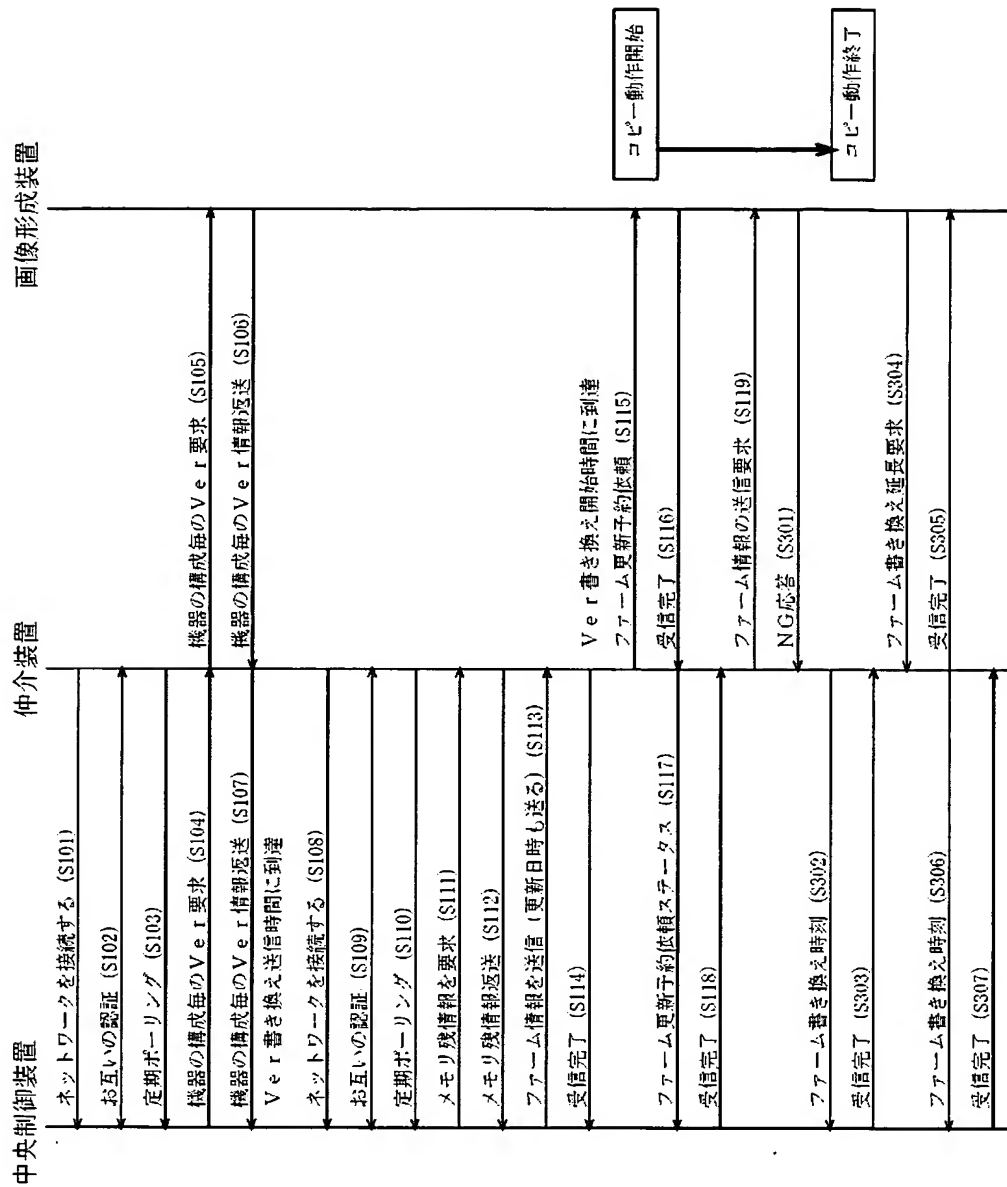 中央制御装置
仲介装置
画像形成装置
ネットワークを接続する (S101)
お互いの認証 (S102)
定期ポーリング (S103)
機器の構成毎のVer要求 (S104)
機器の構成毎のVer要求 (S105)
機器の構成毎のVer情報返送 (S106)
機器の構成毎のVer情報返送 (S107)
Ver書き換え送信時間に到達
ネットワークを接続する (S108)
お互いの認証 (S109)
定期ポーリング (S110)
メモリ残情報を要求 (S111)
メモリ残情報返送 (S112)
ファーム情報を送信 (更新日時も送る) (S113)
受信完了 (S114)
Ver書き換え開始時間に到達
ファーム更新予約依頼 (S115)
コピー動作開始
受信完了 (S116)
ファーム更新予約依頼ステータス (S117)
受信完了 (S118)
ファーム情報の送信要求 (S119)
NG応答 (S301)
ファーム書き換え時刻 (S302)
受信完了 (S303)
コピー動作終了
ファーム書き換え延長要求 (S304)
受信完了 (S305)
ファーム書き換え時刻 (S306)
受信完了 (S307)